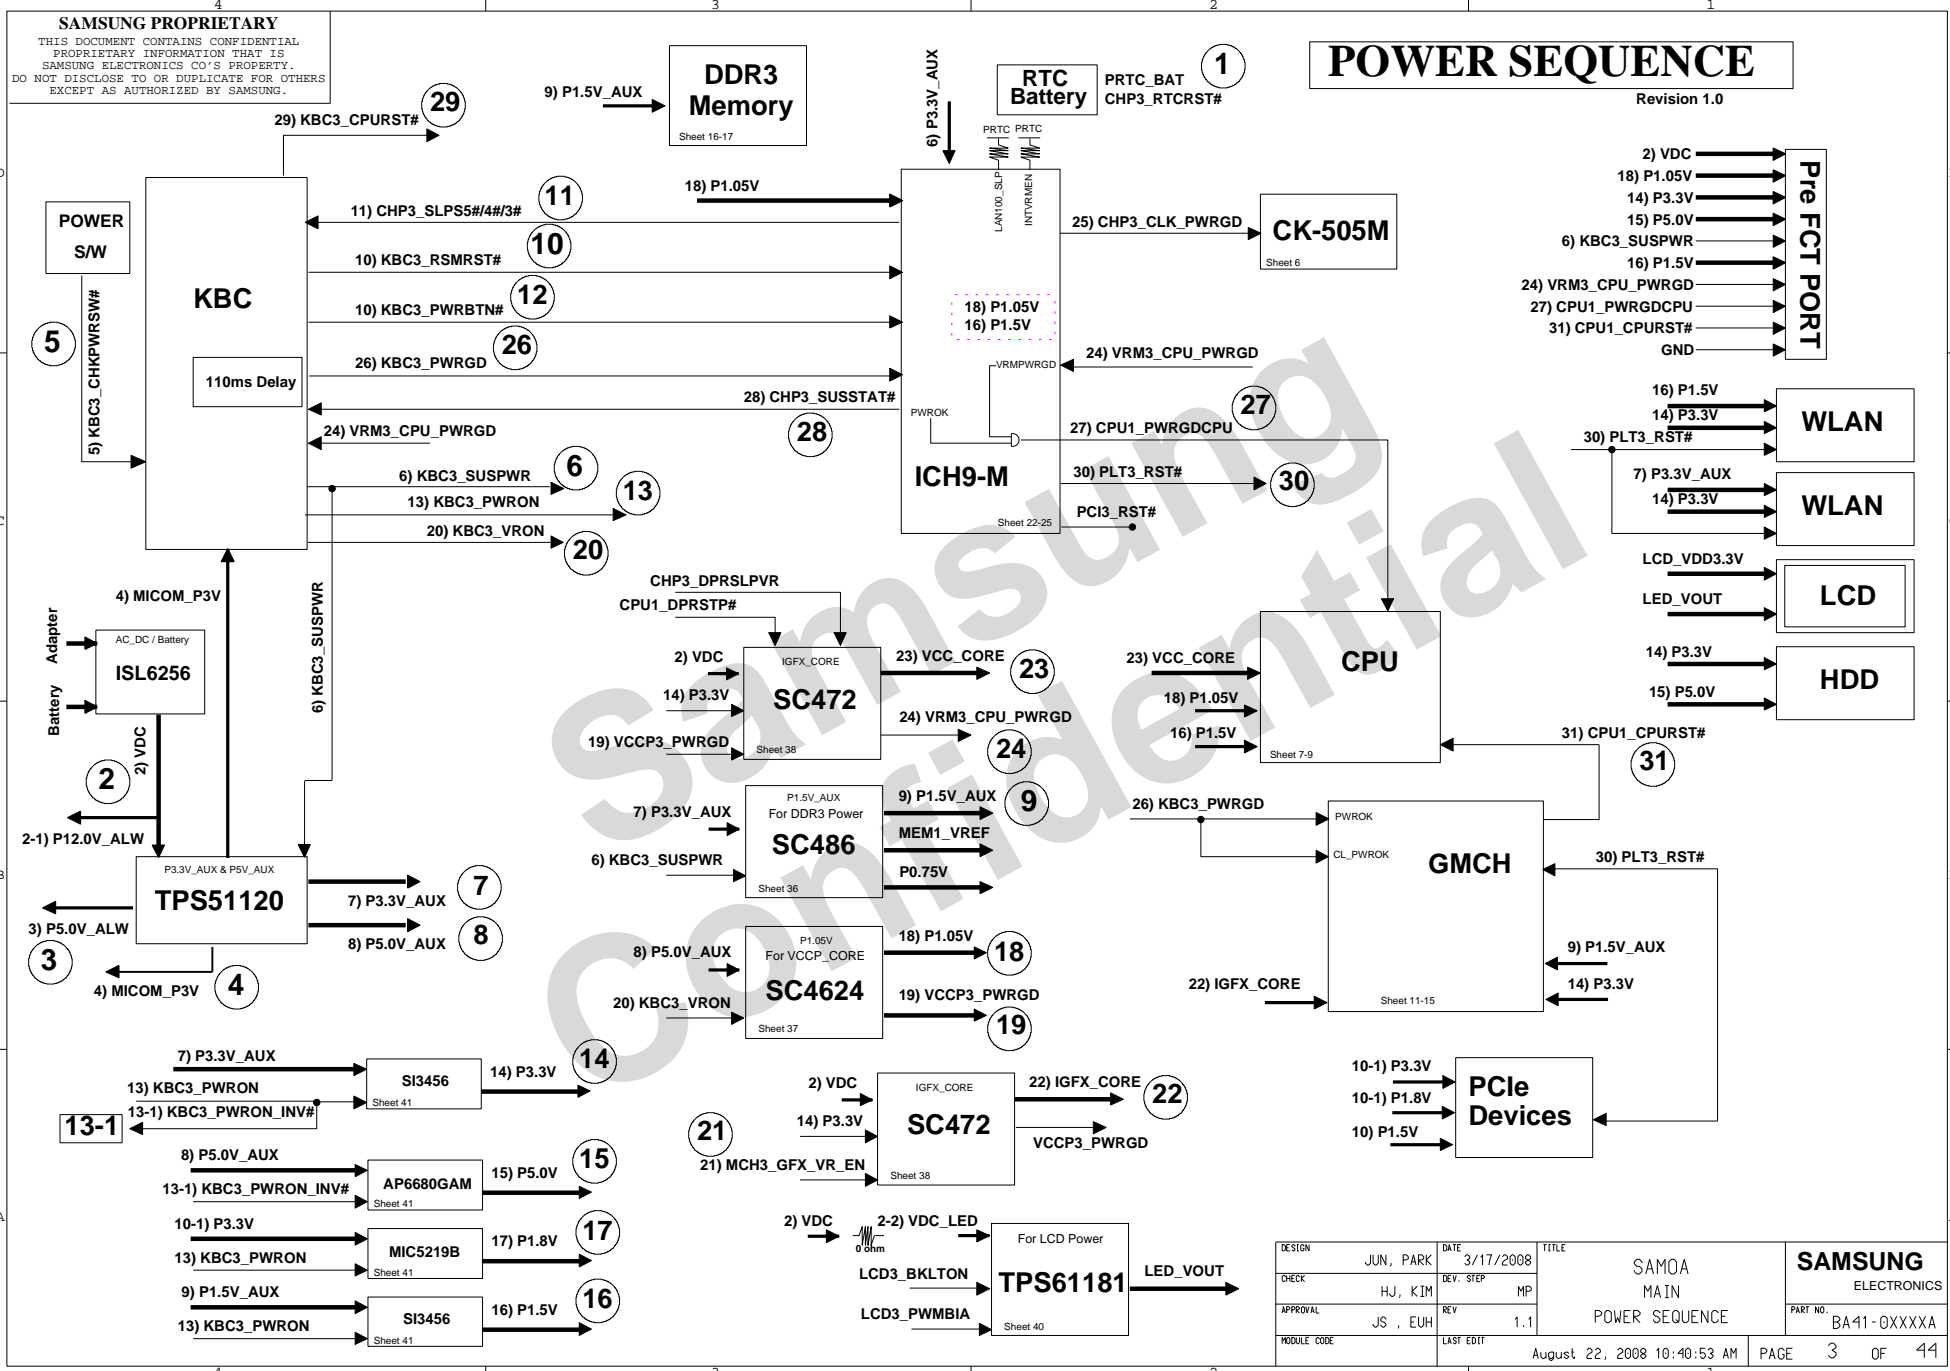 4
3
2
1
SAMSUNG PROPRIETARY
THIS DOCUMENT CONTAINS CONFIDENTIAL
PROPRIETARY INFORMATION THAT IS
SAMSUNG ELECTRONICS CO'S PROPERTY.
DO NOT DISCLOSE TO OR DUPLICATE FOR OTHERS
EXCEPT AS AUTHORIZED BY SAMSUNG.
POWER SEQUENCE
Revision 1.0
Samsung
Confidential
29) KBC3_CPURST#
29
9) P1.5V_AUX
DDR3
Memory
Sheet 16-17
6) P3.3V_AUX
RTC
Battery
PRTC_BAT
CHP3_RTCRST#
1
PRTC
PRTC
LAN100_SLP
INTVRMEN
POWER
S/W
5
5) KBC3_CHKPWRSW#
KBC
110ms Delay
18) P1.05V
11) CHP3_SLPS5#/4#/3#
11
10
10) KBC3_RSMRST#
12
10) KBC3_PWRBTN#
26
26) KBC3_PWRGD
28) CHP3_SUSSTAT#
28
24) VRM3_CPU_PWRGD
6) KBC3_SUSPWR
6
13) KBC3_PWRON
13
20) KBC3_VRON
20
18) P1.05V
16) P1.5V
VRMPWRGD
PWROK
ICH9-M
Sheet 22-25
25) CHP3_CLK_PWRGD
CK-505M
Sheet 6
24) VRM3_CPU_PWRGD
27
27) CPU1_PWRGDCPU
30) PLT3_RST#
30
PCI3_RST#
2) VDC
18) P1.05V
14) P3.3V
15) P5.0V
6) KBC3_SUSPWR
16) P1.5V
24) VRM3_CPU_PWRGD
27) CPU1_PWRGDCPU
31) CPU1_CPURST#
GND
Pre FCT PORT
16) P1.5V
14) P3.3V
30) PLT3_RST#
WLAN
7) P3.3V_AUX
14) P3.3V
WLAN
LCD_VDD3.3V
LED_VOUT
LCD
14) P3.3V
15) P5.0V
HDD
4) MICOM_P3V
6) KBC3_SUSPWR
Adapter
Battery
AC_DC / Battery
ISL6256
2) VDC
2
2-1) P12.0V_ALW
P3.3V_AUX & P5V_AUX
TPS51120
7) P3.3V_AUX
7
8) P5.0V_AUX
8
3) P5.0V_ALW
3
4) MICOM_P3V
4
CHP3_DPRSLPVR
CPU1_DPRSTP#
2) VDC
14) P3.3V
19) VCCP3_PWRGD
IGFX_CORE
SC472
Sheet 38
23) VCC_CORE
23
24) VRM3_CPU_PWRGD
24
7) P3.3V_AUX
6) KBC3_SUSPWR
P1.5V_AUX
For DDR3 Power
SC486
Sheet 36
9) P1.5V_AUX
9
MEM1_VREF
P0.75V
8) P5.0V_AUX
20) KBC3_VRON
P1.05V
For VCCP_CORE
SC4624
Sheet 37
18) P1.05V
18
19) VCCP3_PWRGD
19
23) VCC_CORE
18) P1.05V
16) P1.5V
CPU
Sheet 7-9
31) CPU1_CPURST#
31
26) KBC3_PWRGD
PWROK
CL_PWROK
GMCH
Sheet 11-15
30) PLT3_RST#
9) P1.5V_AUX
14) P3.3V
22) IGFX_CORE
10-1) P3.3V
10-1) P1.8V
10) P1.5V
PCIe
Devices
7) P3.3V_AUX
13) KBC3_PWRON
13-1) KBC3_PWRON_INV#
13-1
SI3456
Sheet 41
14) P3.3V
14
8) P5.0V_AUX
13-1) KBC3_PWRON_INV#
AP6680GAM
Sheet 41
15) P5.0V
15
10-1) P3.3V
13) KBC3_PWRON
MIC5219B
Sheet 41
17) P1.8V
17
9) P1.5V_AUX
13) KBC3_PWRON
SI3456
Sheet 41
16) P1.5V
16
2) VDC
14) P3.3V
21
21) MCH3_GFX_VR_EN
IGFX_CORE
SC472
Sheet 38
22) IGFX_CORE
22
VCCP3_PWRGD
2) VDC
0 ohm
2-2) VDC_LED
LCD3_BKLTON
LCD3_PWMBIA
For LCD Power
TPS61181
Sheet 40
LED_VOUT
DESIGN
JUN, PARK
DATE
3/17/2008
TITLE
SAMOA
MAIN
POWER SEQUENCE
SAMSUNG
ELECTRONICS
CHECK
HJ, KIM
DEV. STEP
MP
APPROVAL
JS , EUH
REV
1.1
PART NO.
BA41-0XXXXA
MODULE CODE
LAST EDIT
August 22, 2008 10:40:53 AM
PAGE 3 OF 44